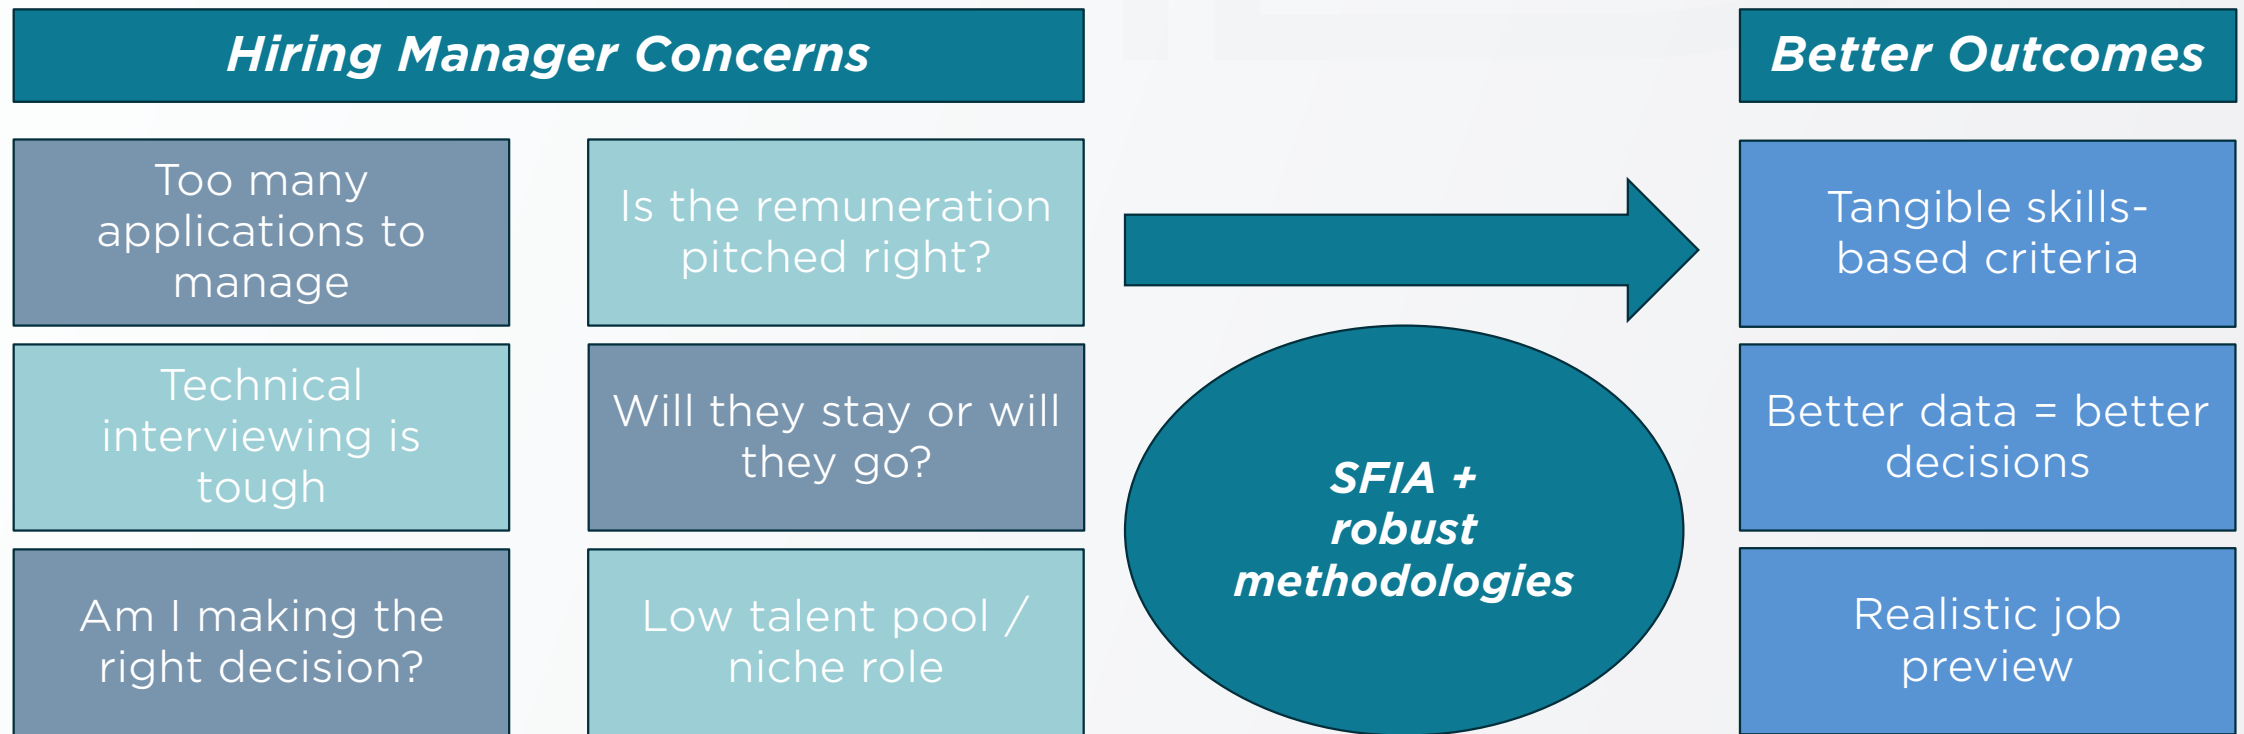 Hiring Manager Concerns
Better Outcomes
Too many
applications to
manage
Is the remuneration
pitched right?
Tangible skills-
based criteria
Technical
interviewing is
tough
Will they stay or will
they go?
Better data = better
decisions
SFIA +
robust
methodologies
Am I making the
right decision?
Low talent pool /
niche role
Realistic job
preview